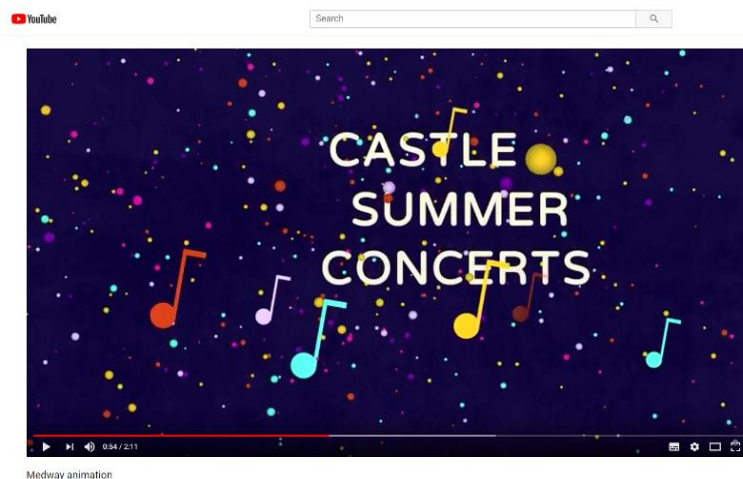 YouTube
Search
CASTLE
SUMMER
CONCERTS
0:54 / 2:11
Medway animation